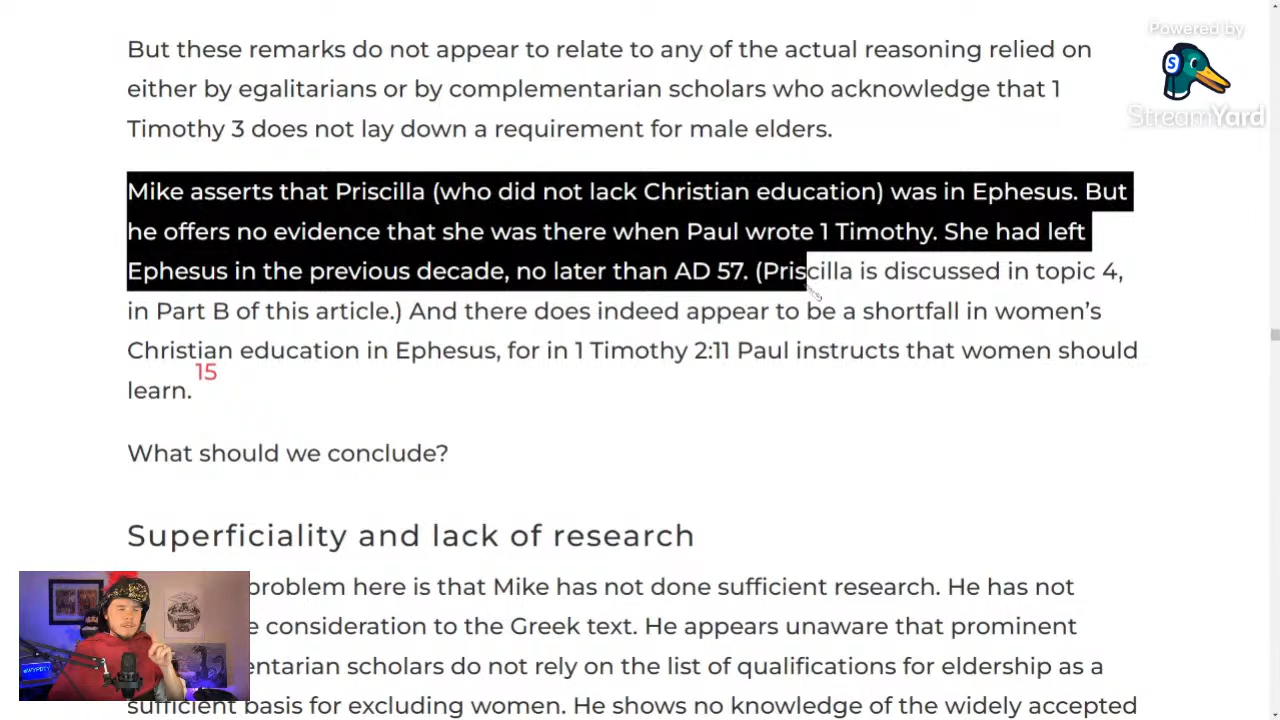 Powered by
S
StreamYard
But these remarks do not appear to relate to any of the actual reasoning relied on
either by egalitarians or by complementarian scholars who acknowledge that 1
Timothy 3 does not lay down a requirement for male elders.
Mike asserts that Priscilla (who did not lack Christian education) was in Ephesus. But
he offers no evidence that she was there when Paul wrote 1 Timothy. She had left
Ephesus in the previous decade, no later than AD 57. (Priscilla is discussed in topic 4,
in Part B of this article.) And there does indeed appear to be a shortfall in women’s
Christian education in Ephesus, for in 1 Timothy 2:11 Paul instructs that women should
learn. 15
What should we conclude?
Superficiality and lack of research
problem here is that Mike has not done sufficient research. He has not
consideration to the Greek text. He appears unaware that prominent
entarian scholars do not rely on the list of qualifications for eldership as a
sufficient basis for excluding women. He shows no knowledge of the widely accepted